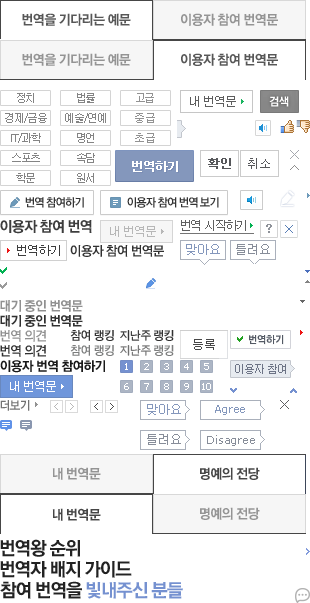 번역을 기다리는 예문 이용자 참여 번역문
번역을 기다리는 예문 이용자 참여 번역문
정치 법률 고급 내 번역문 검색
경제/금융 예술/연예 중급
IT/과학 명언 초급
스포츠 속담 번역하기 확인 취소
학문 원서
번역 참여하기 이용자 참여 번역 보기
이용자 참여 번역 내 번역문 번역 시작하기 ?
번역하기 이용자 참여 번역문 맞아요 틀려요
대기 중인 번역문
대기 중인 번역문
번역 의견 참여 랭킹 지난주 랭킹 등록 번역하기
번역 의견 참여 랭킹 지난주 랭킹
이용자 번역 참여하기 1 2 3 4 5 이용자 참여
내 번역문 6 7 8 9 10
더보기 맞아요 Agree
틀려요 Disagree
내 번역문 명예의 전당
내 번역문 명예의 전당
번역왕 순위
번역자 배지 가이드
참여 번역을 빛내주신 분들